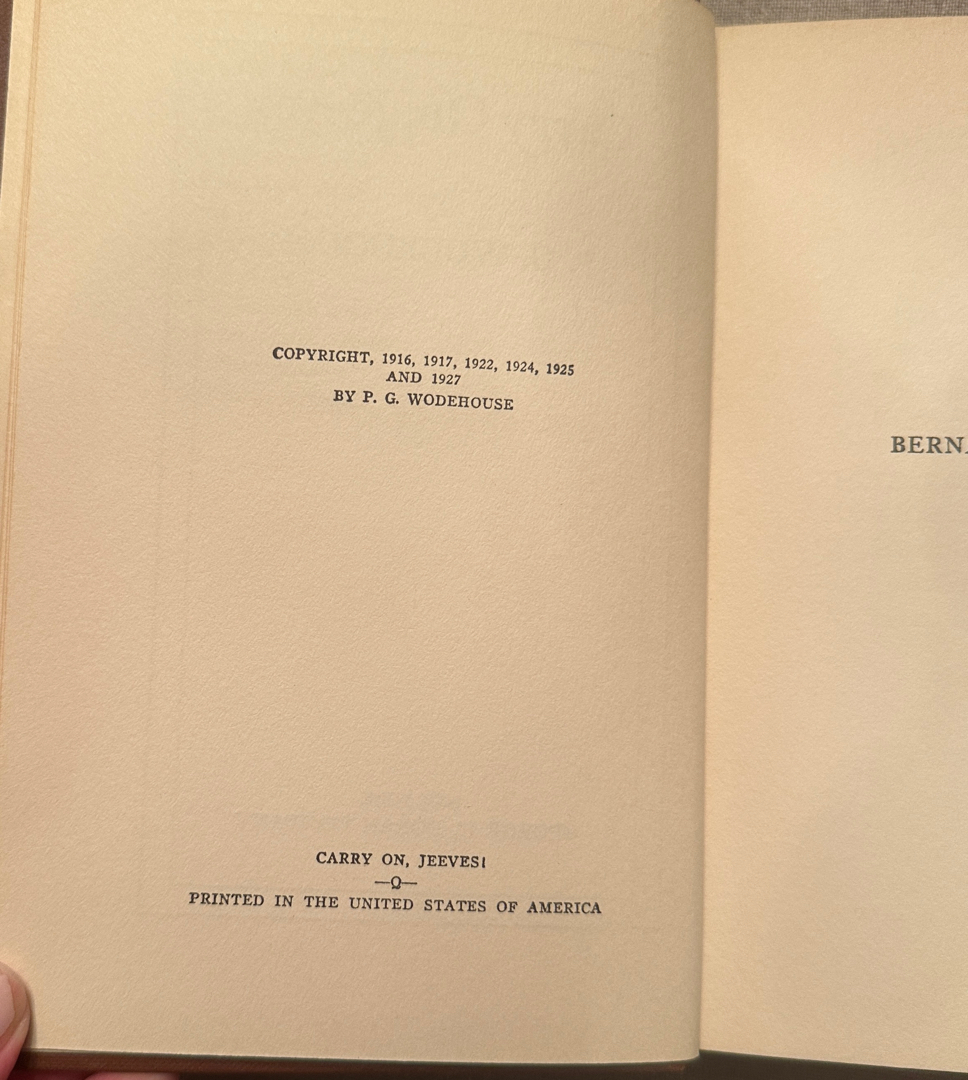 COPYRIGHT, 1916, 1917, 1922, 1924, 1925
AND 1927
BY P. G. WODEHOUSE
CARRY ON, JEEVES!
—Q—
PRINTED IN THE UNITED STATES OF AMERICA
BERN